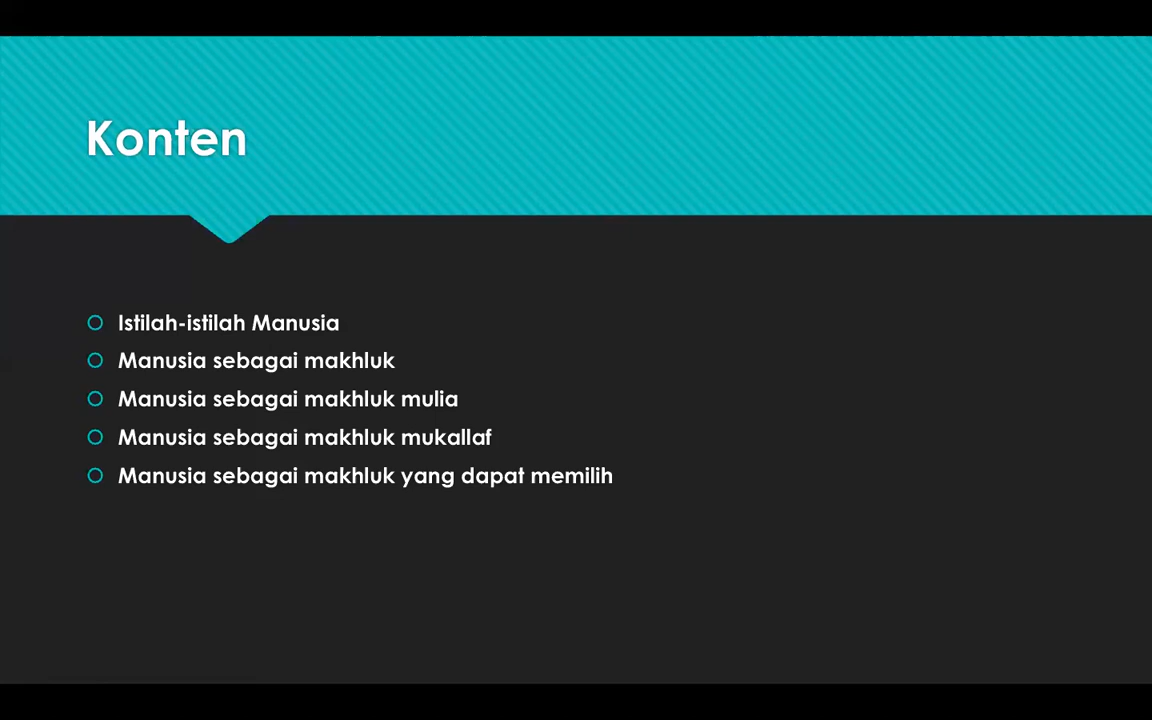 Konten
Istilah-istilah Manusia
Manusia sebagai makhluk
Manusia sebagai makhluk mulia
Manusia sebagai makhluk mukallaf
Manusia sebagai makhluk yang dapat memilih